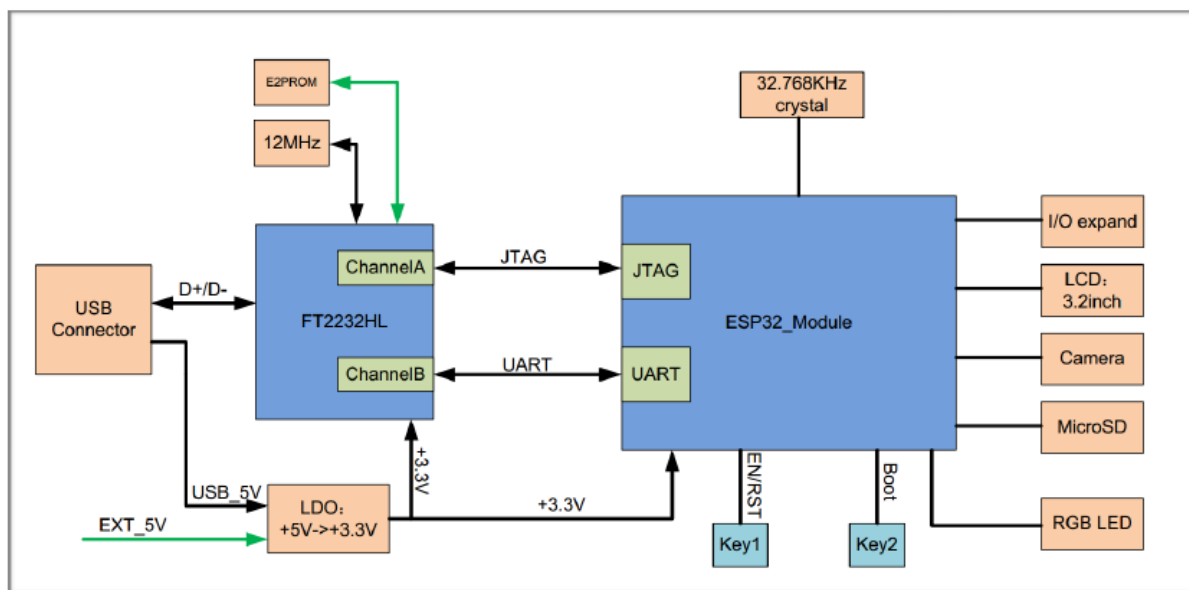 E2PROM
32.768KHz
crystal
12MHz
I/O expand
ChannelA
JTAG
JTAG
LCD：
3.2inch
USB
Connector
D+/D-
FT2232HL
ESP32_Module
Camera
ChannelB
UART
UART
MicroSD
+3.3V
EN/RST
Boot
USB_5V
LDO：
+5V->+3.3V
+3.3V
EXT_5V
RGB LED
Key1
Key2